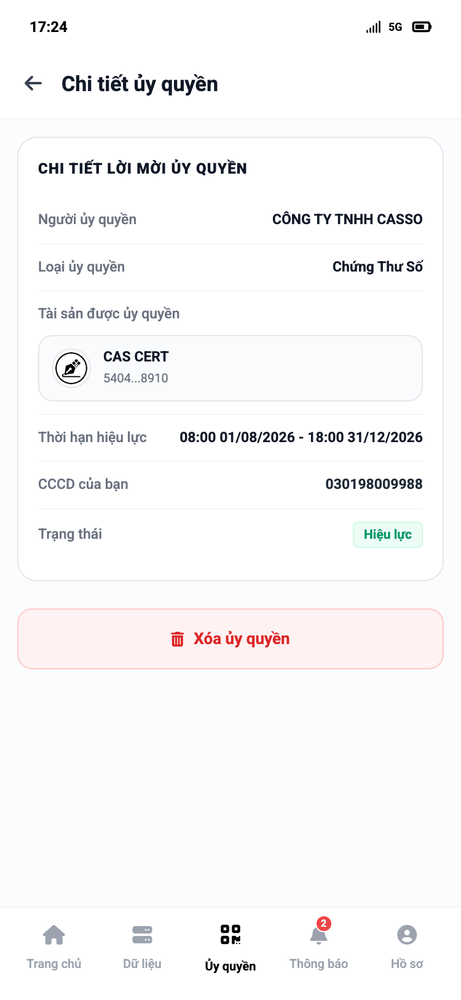 17:24
5G
Chi tiết ủy quyền
CHI TIẾT LỜI MỜI ỦY QUYỀN
Người ủy quyền
CÔNG TY TNHH CASSO
Loại ủy quyền
Chứng Thư Số
Tài sản được ủy quyền
CAS CERT
5404...8910
Thời hạn hiệu lực
08:00 01/08/2026 - 18:00 31/12/2026
CCCD của bạn
030198009988
Trạng thái
Hiệu lực
Xóa ủy quyền
2
Trang chủ
Dữ liệu
Ủy quyền
Thông báo
Hồ sơ